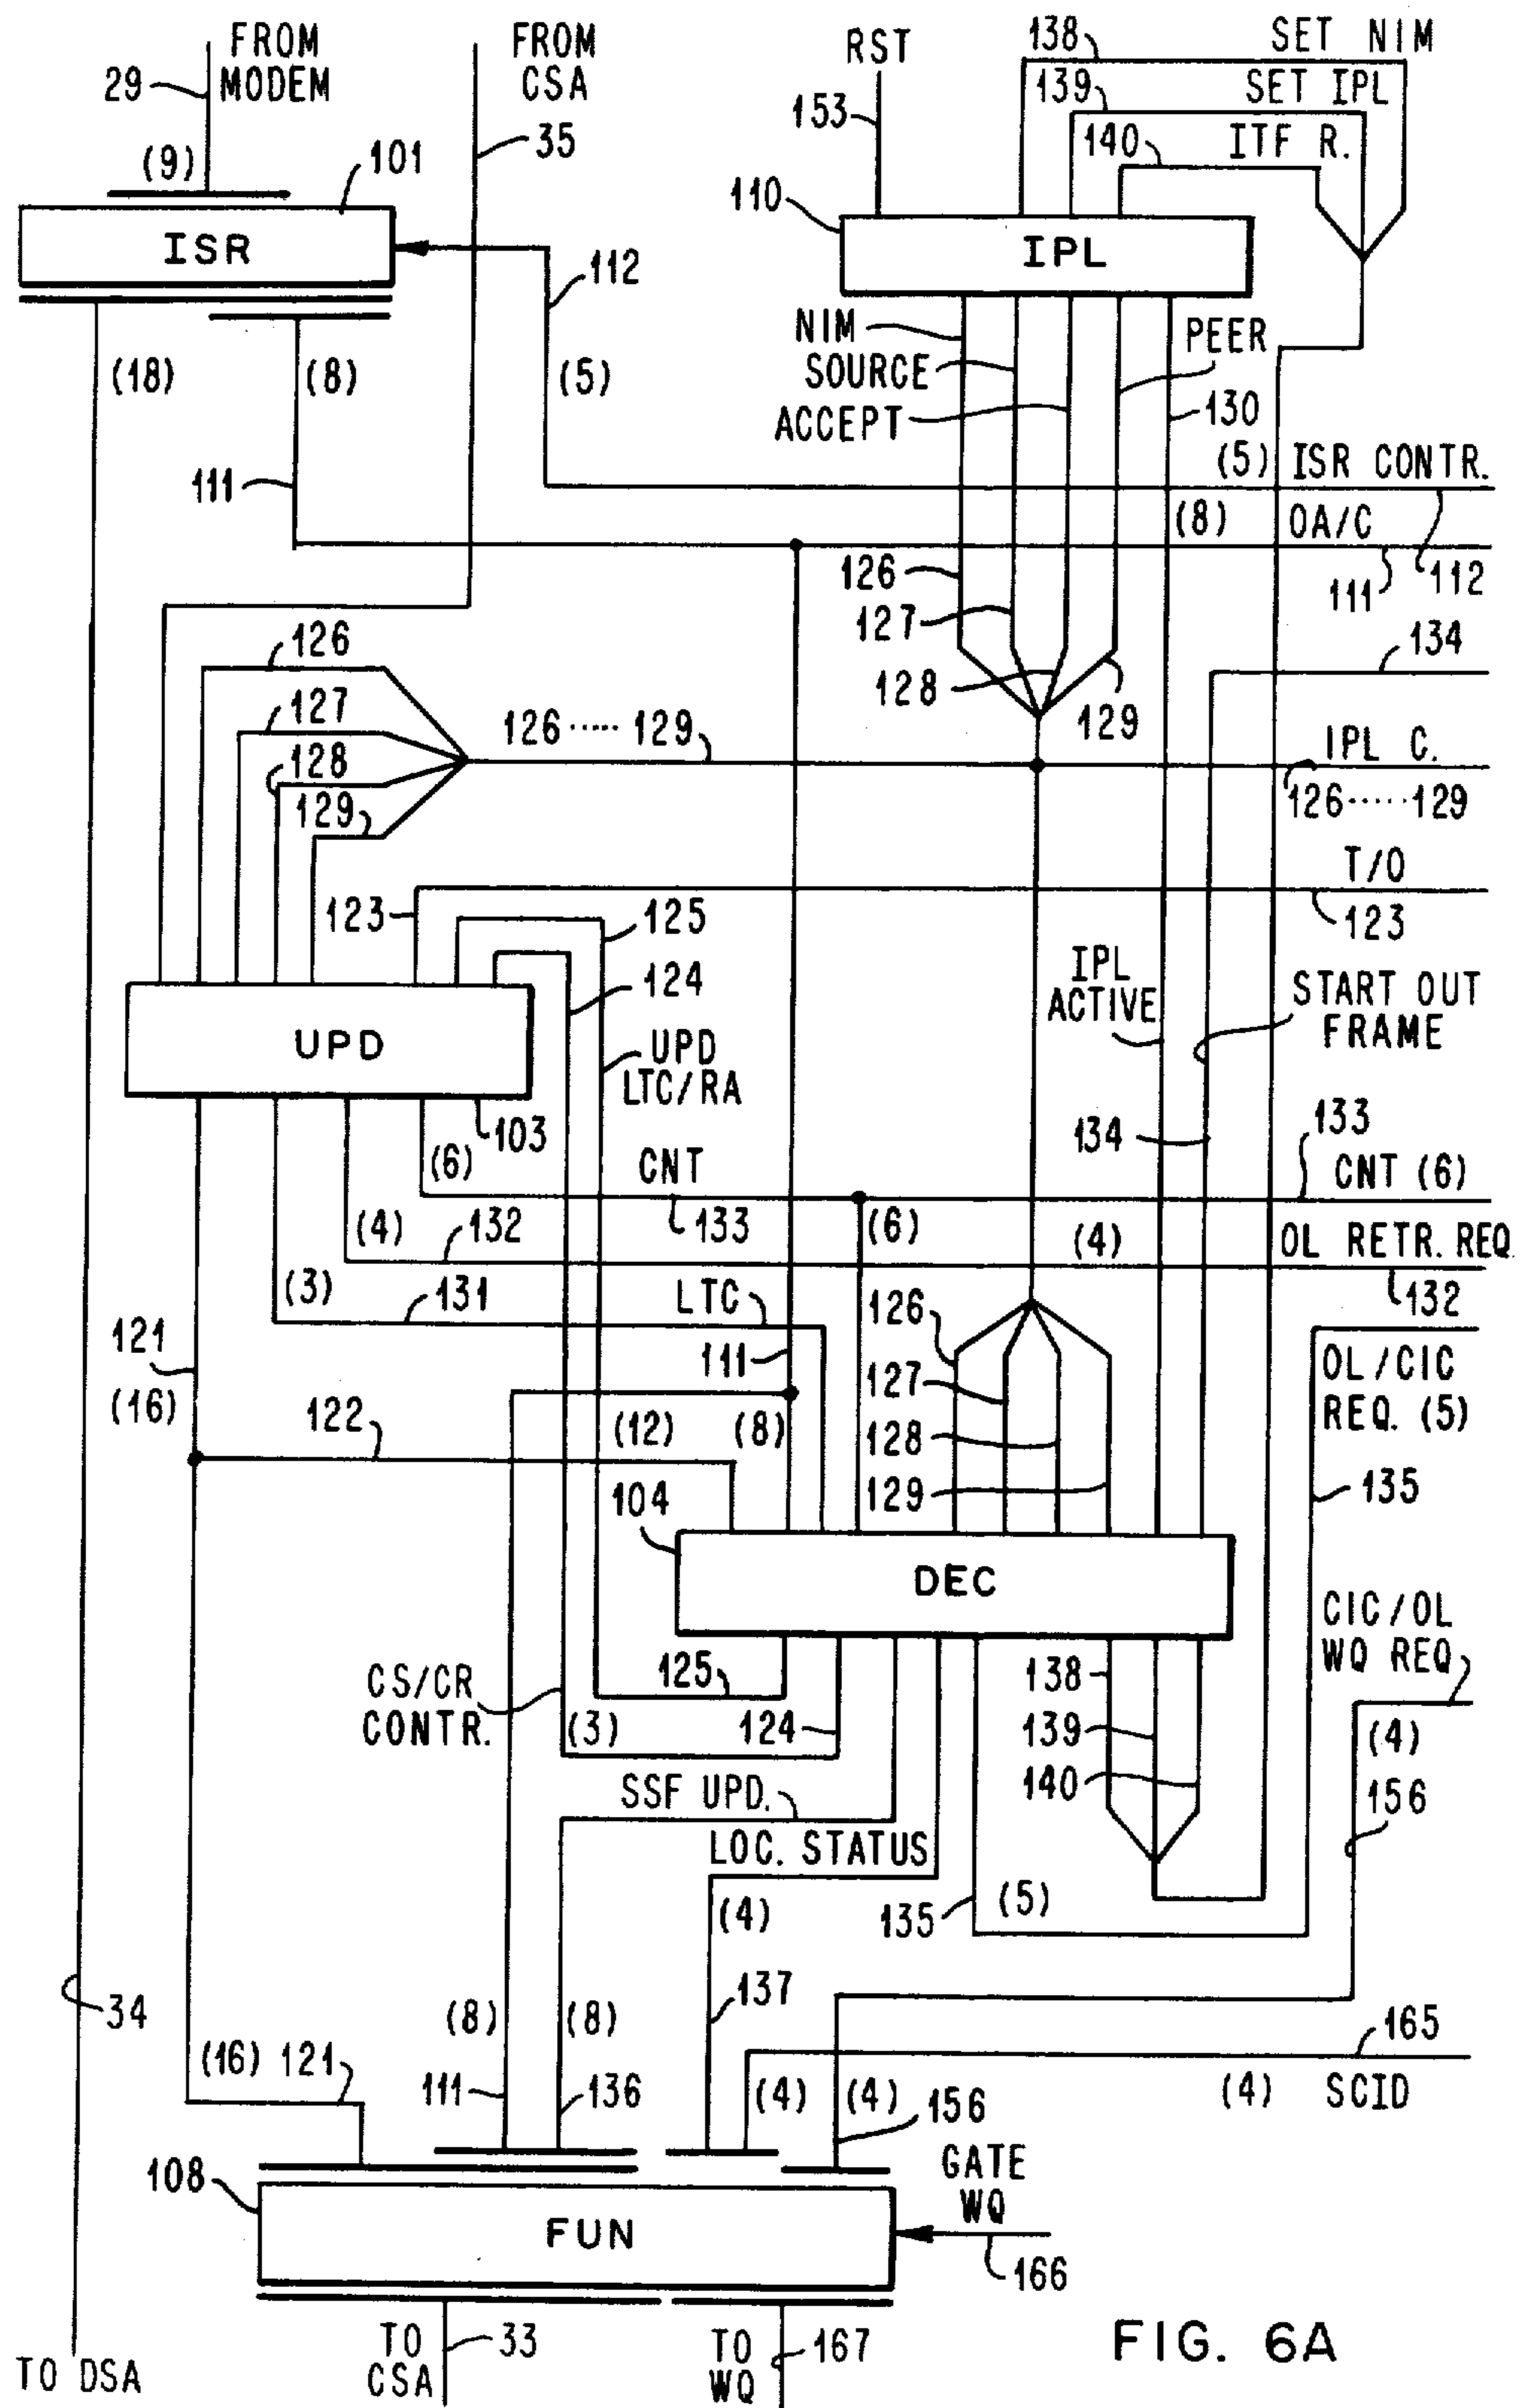 FROM MODEM
FROM CSA
RST
138
SET NIM
139
SET IPL
140
ITF R.
29
153
35
(9)
101
110
ISR
IPL
112
NIM
SOURCE
ACCEPT
PEER
130
(18)
(8)
(5)
(5) ISR CONTR.
111
(8) OA/C
126
111
112
127
134
126
128
129
127
126.....129
IPL C.
128
126.....129
129
T/O
123
125
123
124
IPL ACTIVE
START OUT FRAME
UPD
UPD LTC/RA
103
134
133
(6)
CNT
CNT (6)
133
(6)
(4)
132
(4)
OL RETR. REQ.
(3)
131
LTC
126
132
121
111
127
OL/CIC REQ. (5)
(16)
122
(12)
(8)
128
129
135
104
DEC
CIC/OL WQ REQ
CS/CR CONTR.
125
138
(3)
124
139
(4)
140
156
SSF UPD.
LOC. STATUS
(4)
135
(5)
34
137
(8)
(8)
165
(16) 121
111
136
(4)
(4)
156
(4) SCID
108
GATE WQ
FUN
166
TO DSA
TO CSA
33
TO WQ
167
FIG. 6A